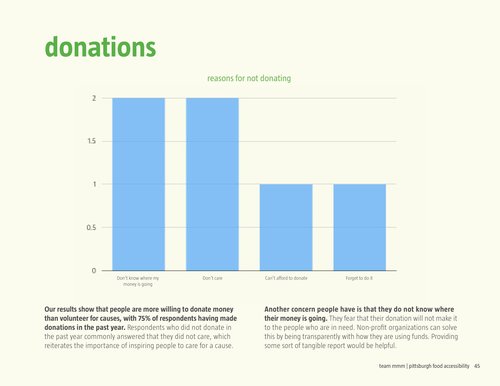 donations
reasons for not donating
2
1.5
1
0.5
0
Don't know where my
money is going
Don't care
Can't afford to donate
Forget to do it
Our results show that people are more willing to donate money
than volunteer for causes, with 75% of respondents having made
donations in the past year. Respondents who did not donate in
the past year commonly answered that they did not care, which
reiterates the importance of inspiring people to care for a cause.
Another concern people have is that they do not know where
their money is going. They fear that their donation will not make it
to the people who are in need. Non-profit organizations can solve
this by being transparently with how they are using funds. Providing
some sort of tangible report would be helpful.
team mmm | pittsburgh food accessibility 45